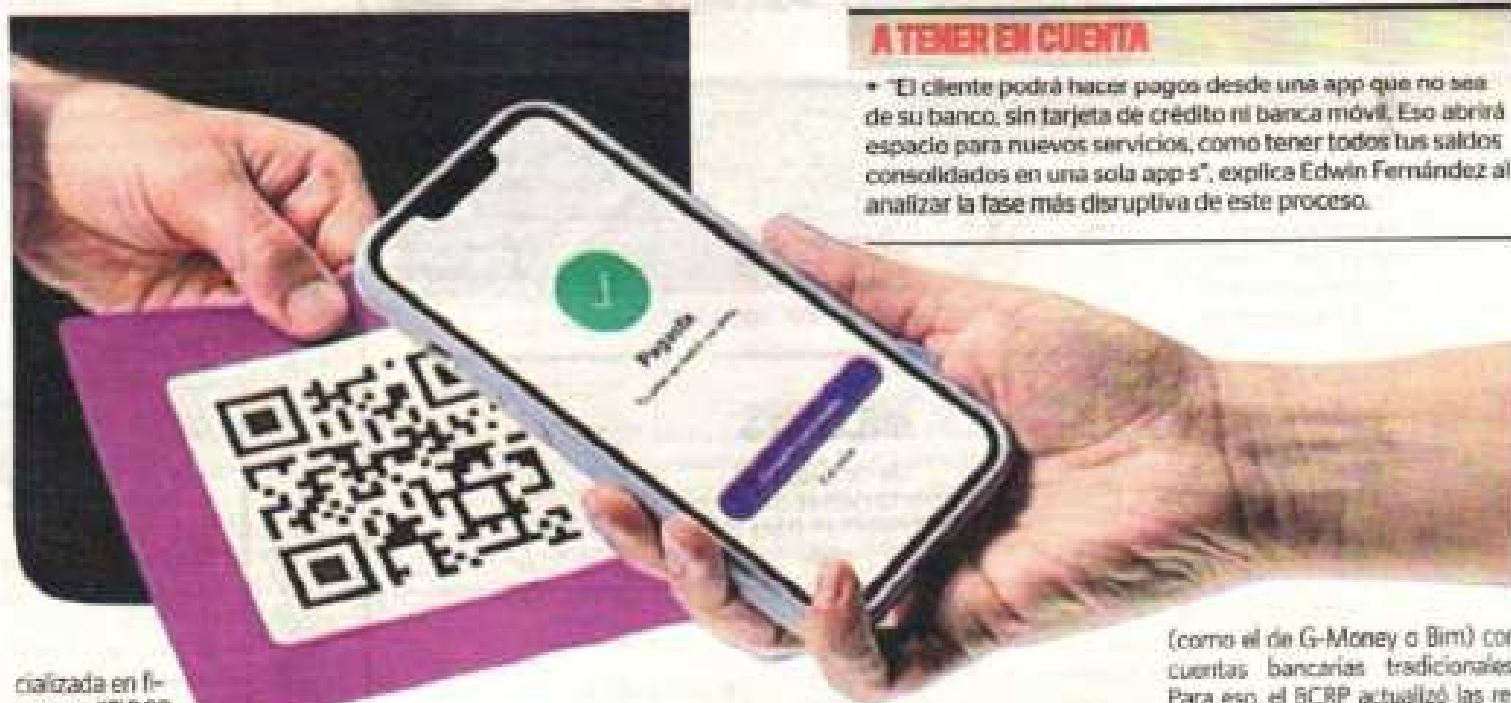 A TENER EN CUENTA
• "El cliente podrá hacer pagos desde una app que no sea
de su banco, sin tarjeta de crédito ni banca móvil. Eso abrirá
espacio para nuevos servicios, como tener todos tus saldos
consolidados en una sola app s", explica Edwin Fernández al
analizar la fase más disruptiva de este proceso.
cializada en fi-
(como el de G-Money o Bim) con
cuentas bancarias tradicionales.
Para eso, el BCRP actualizó las re-